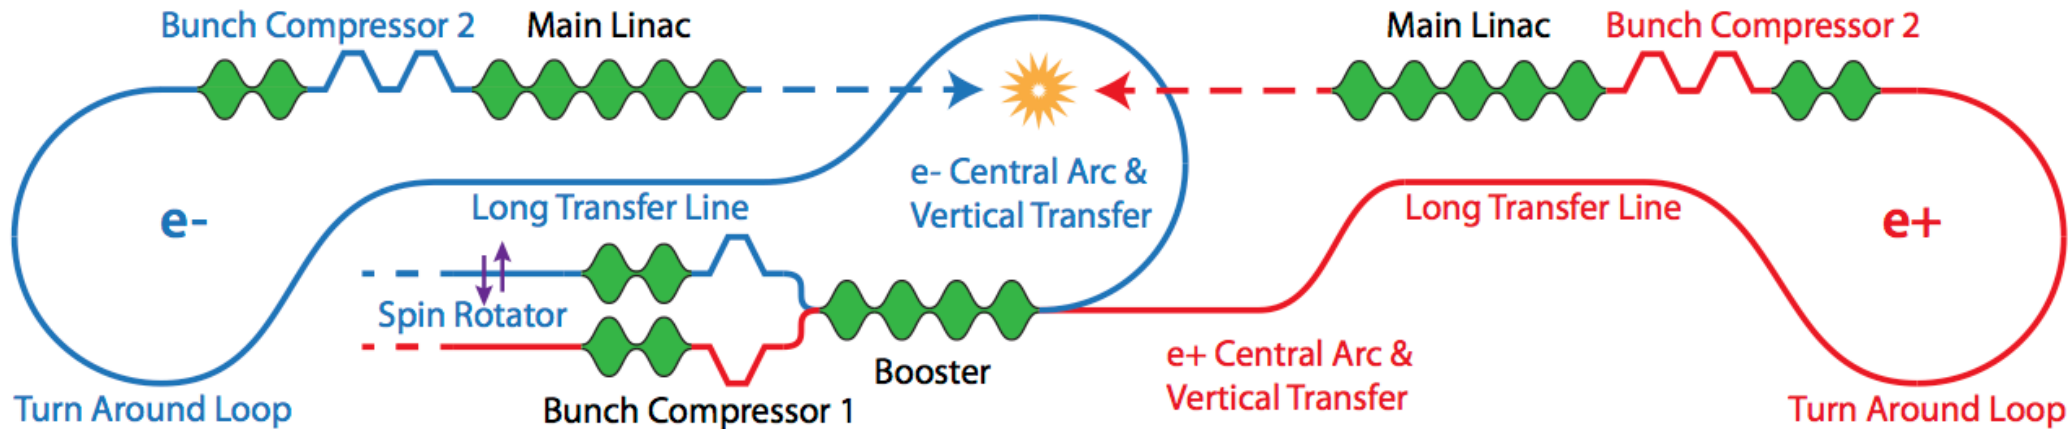 Bunch Compressor 2
Main Linac
Main Linac
Bunch Compressor 2
e- Central Arc &
Vertical Transfer
e-
Long Transfer Line
Long Transfer Line
e+
Spin Rotator
Booster
e+ Central Arc &
Vertical Transfer
Turn Around Loop
Bunch Compressor 1
Turn Around Loop